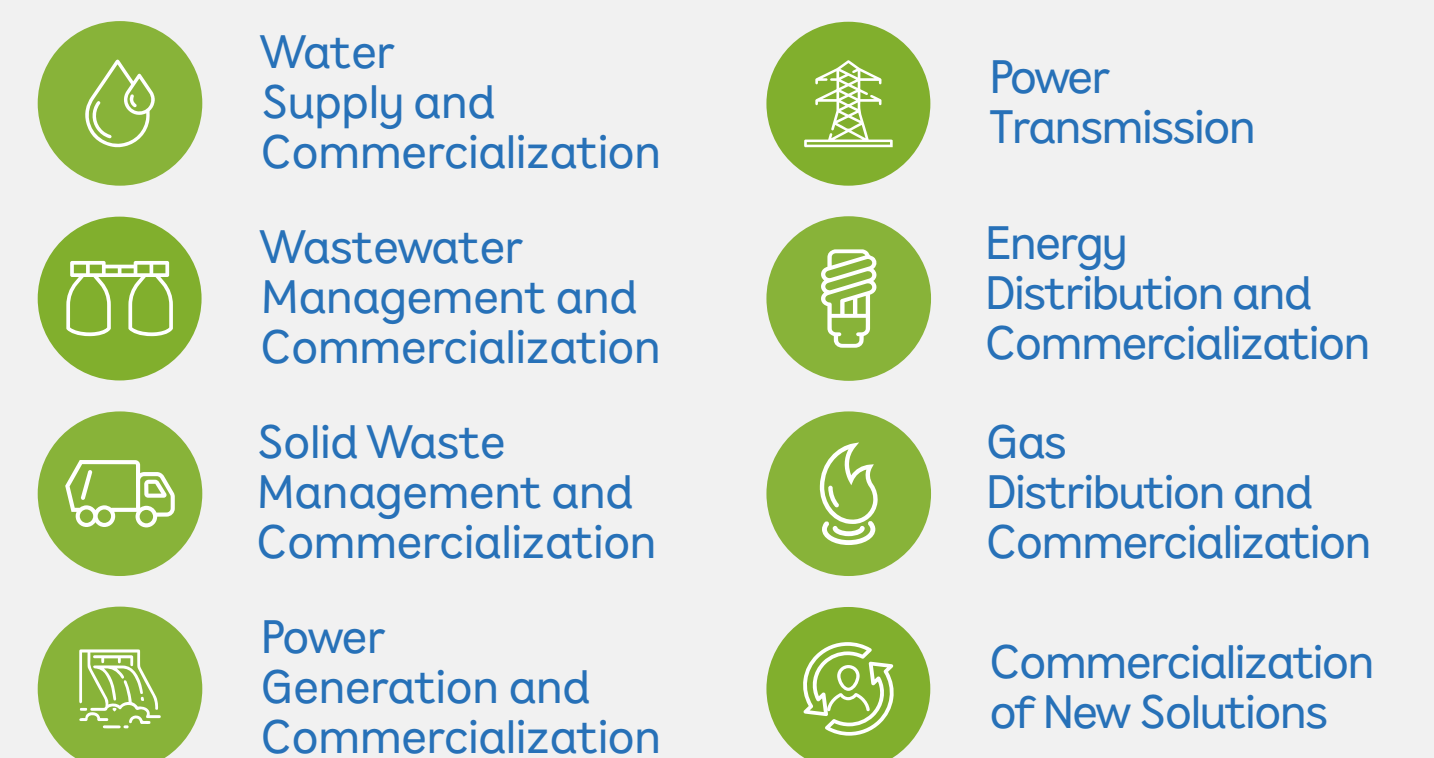 Water
Supply and
Commercialization
Wastewater
Management and
Commercialization
Solid Waste
Management and
Commercialization
Power
Generation and
Commercialization
Power
Transmission
Energy
Distribution and
Commercialization
Gas
Distribution and
Commercialization
Commercialization
of New Solutions